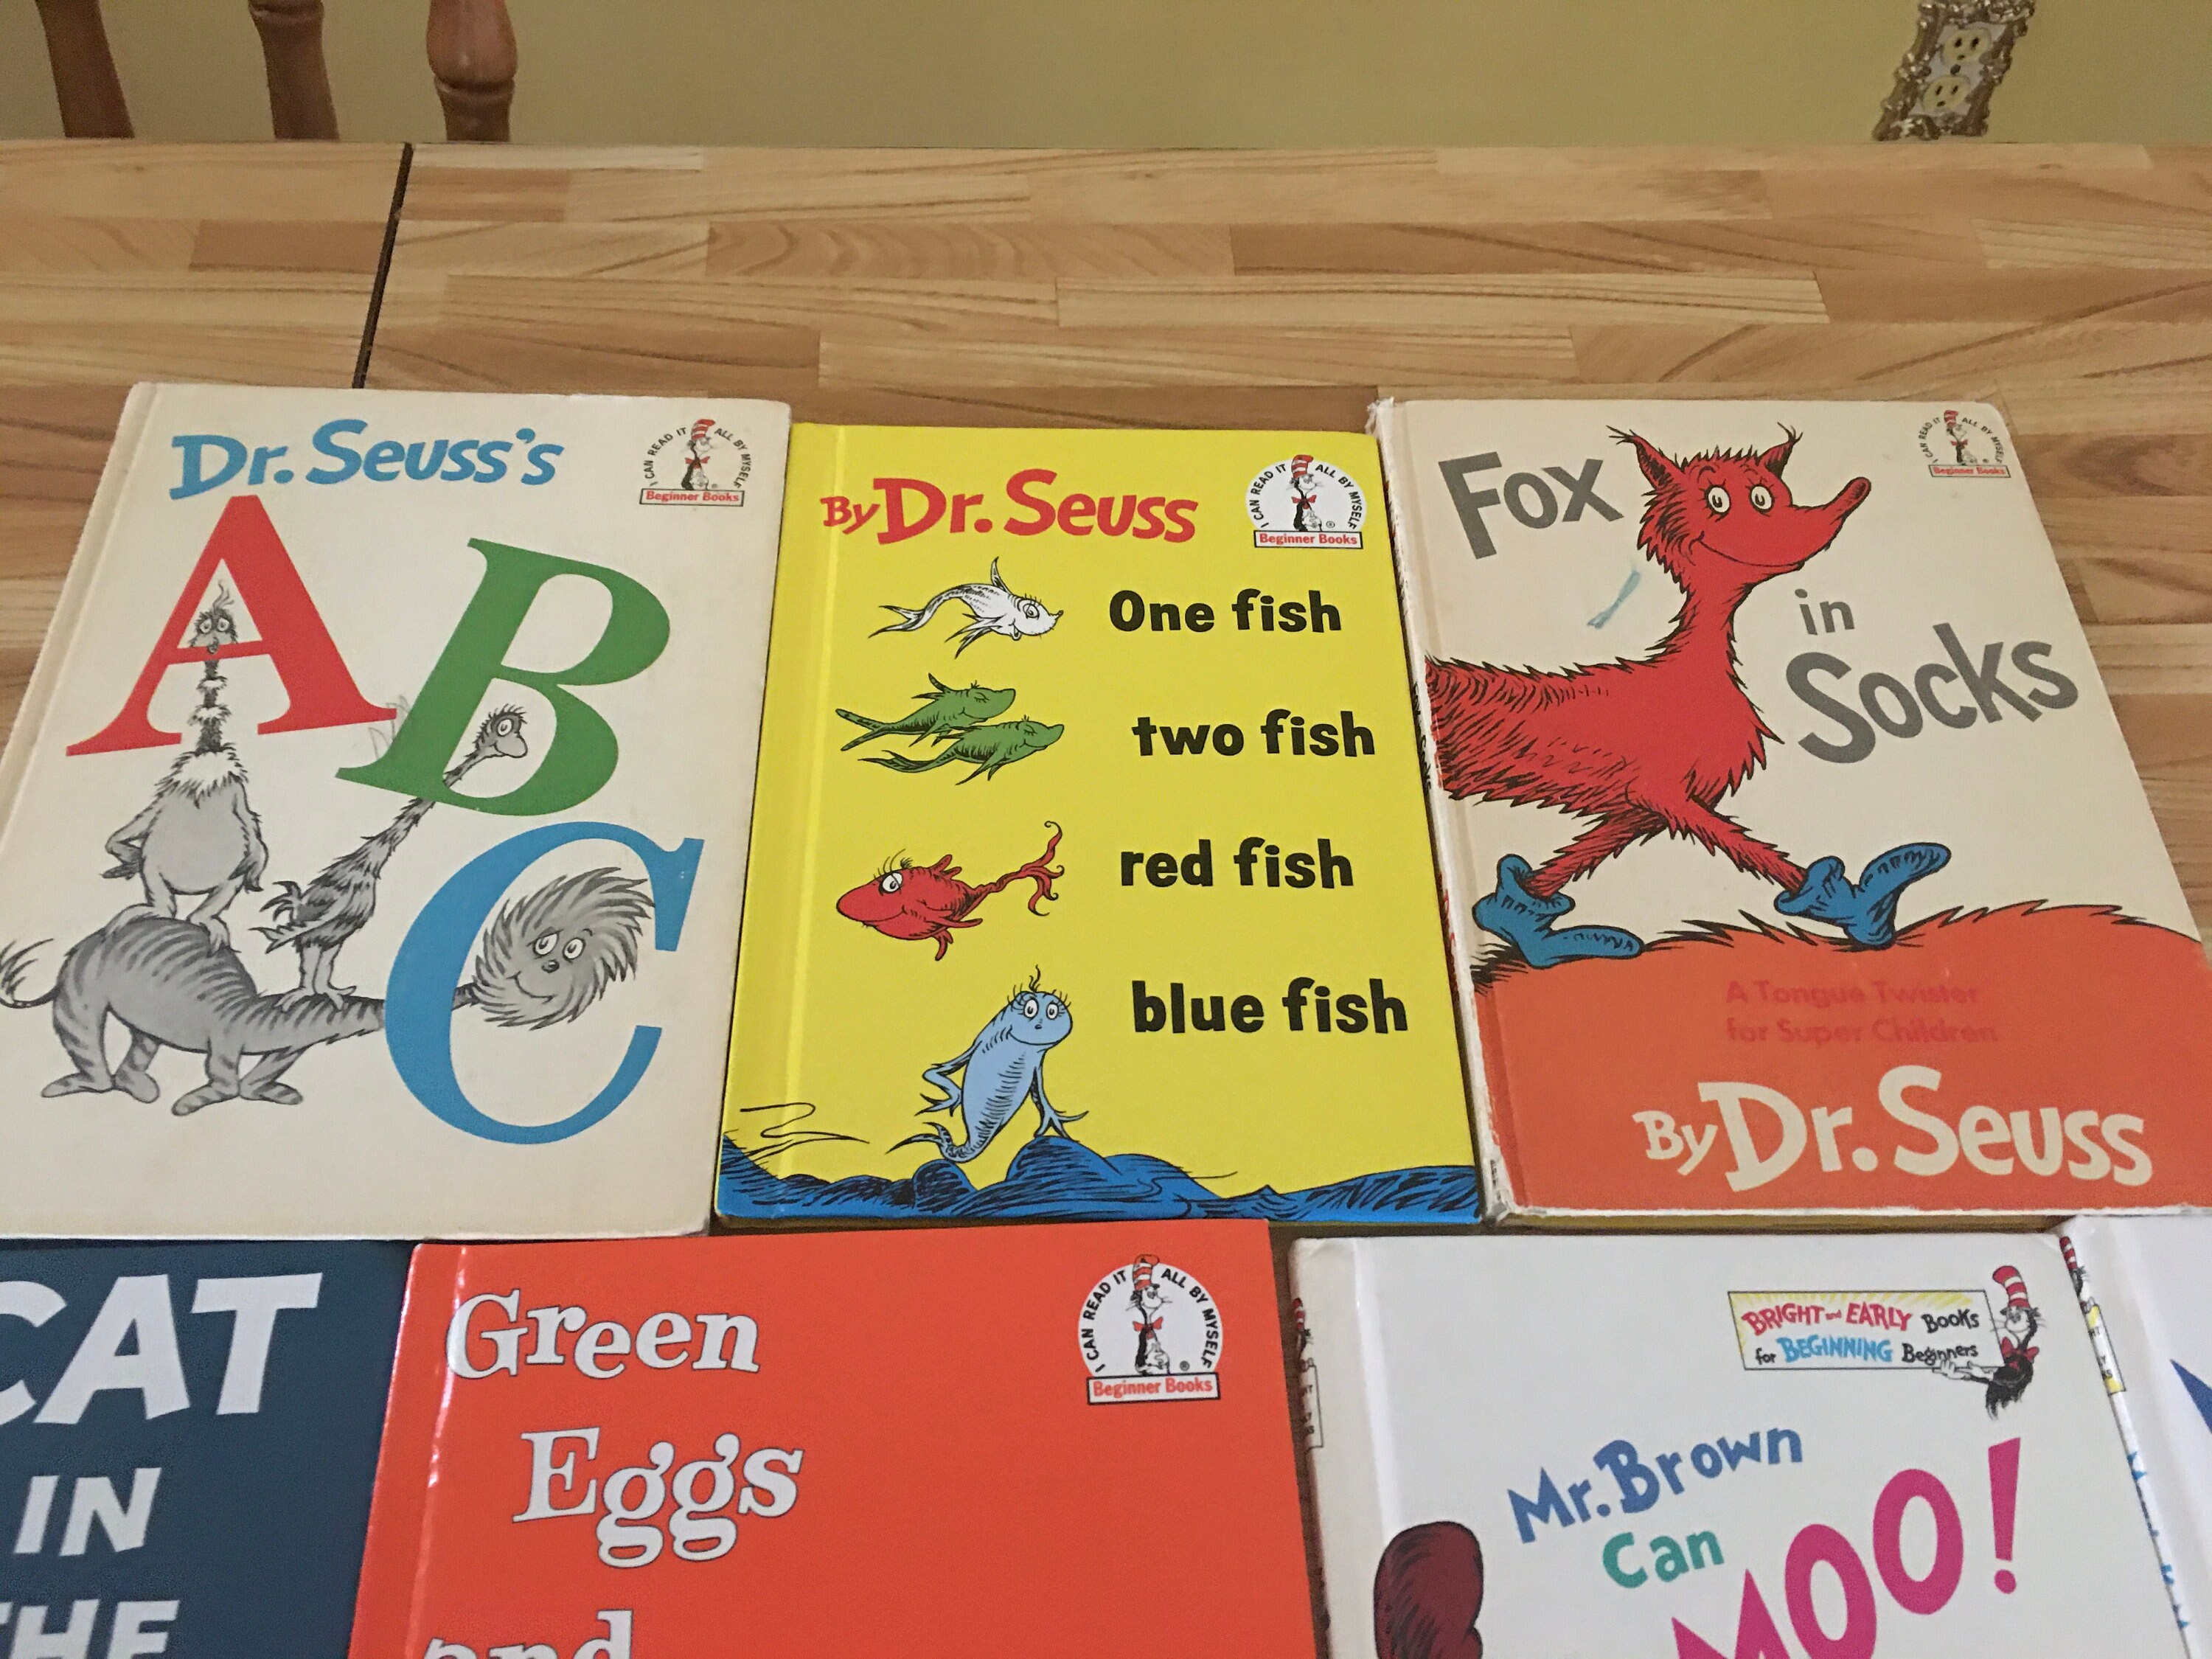 Dr. Seuss's
I CAN READ IT ALL BY MYSELF
Beginner Books
A
B
C
By Dr. Seuss
I CAN READ IT ALL BY MYSELF
Beginner Books
One fish
two fish
red fish
blue fish
Fox
in
Socks
I CAN READ IT ALL BY MYSELF
Beginner Books
A Tongue Twister
for Super Children
By Dr. Seuss
CAT
IN
THE
Green
Eggs
and
I CAN READ IT ALL BY MYSELF
Beginner Books
BRIGHT and EARLY Books
for BEGINNING Beginners
Mr. Brown
Can
MOO!